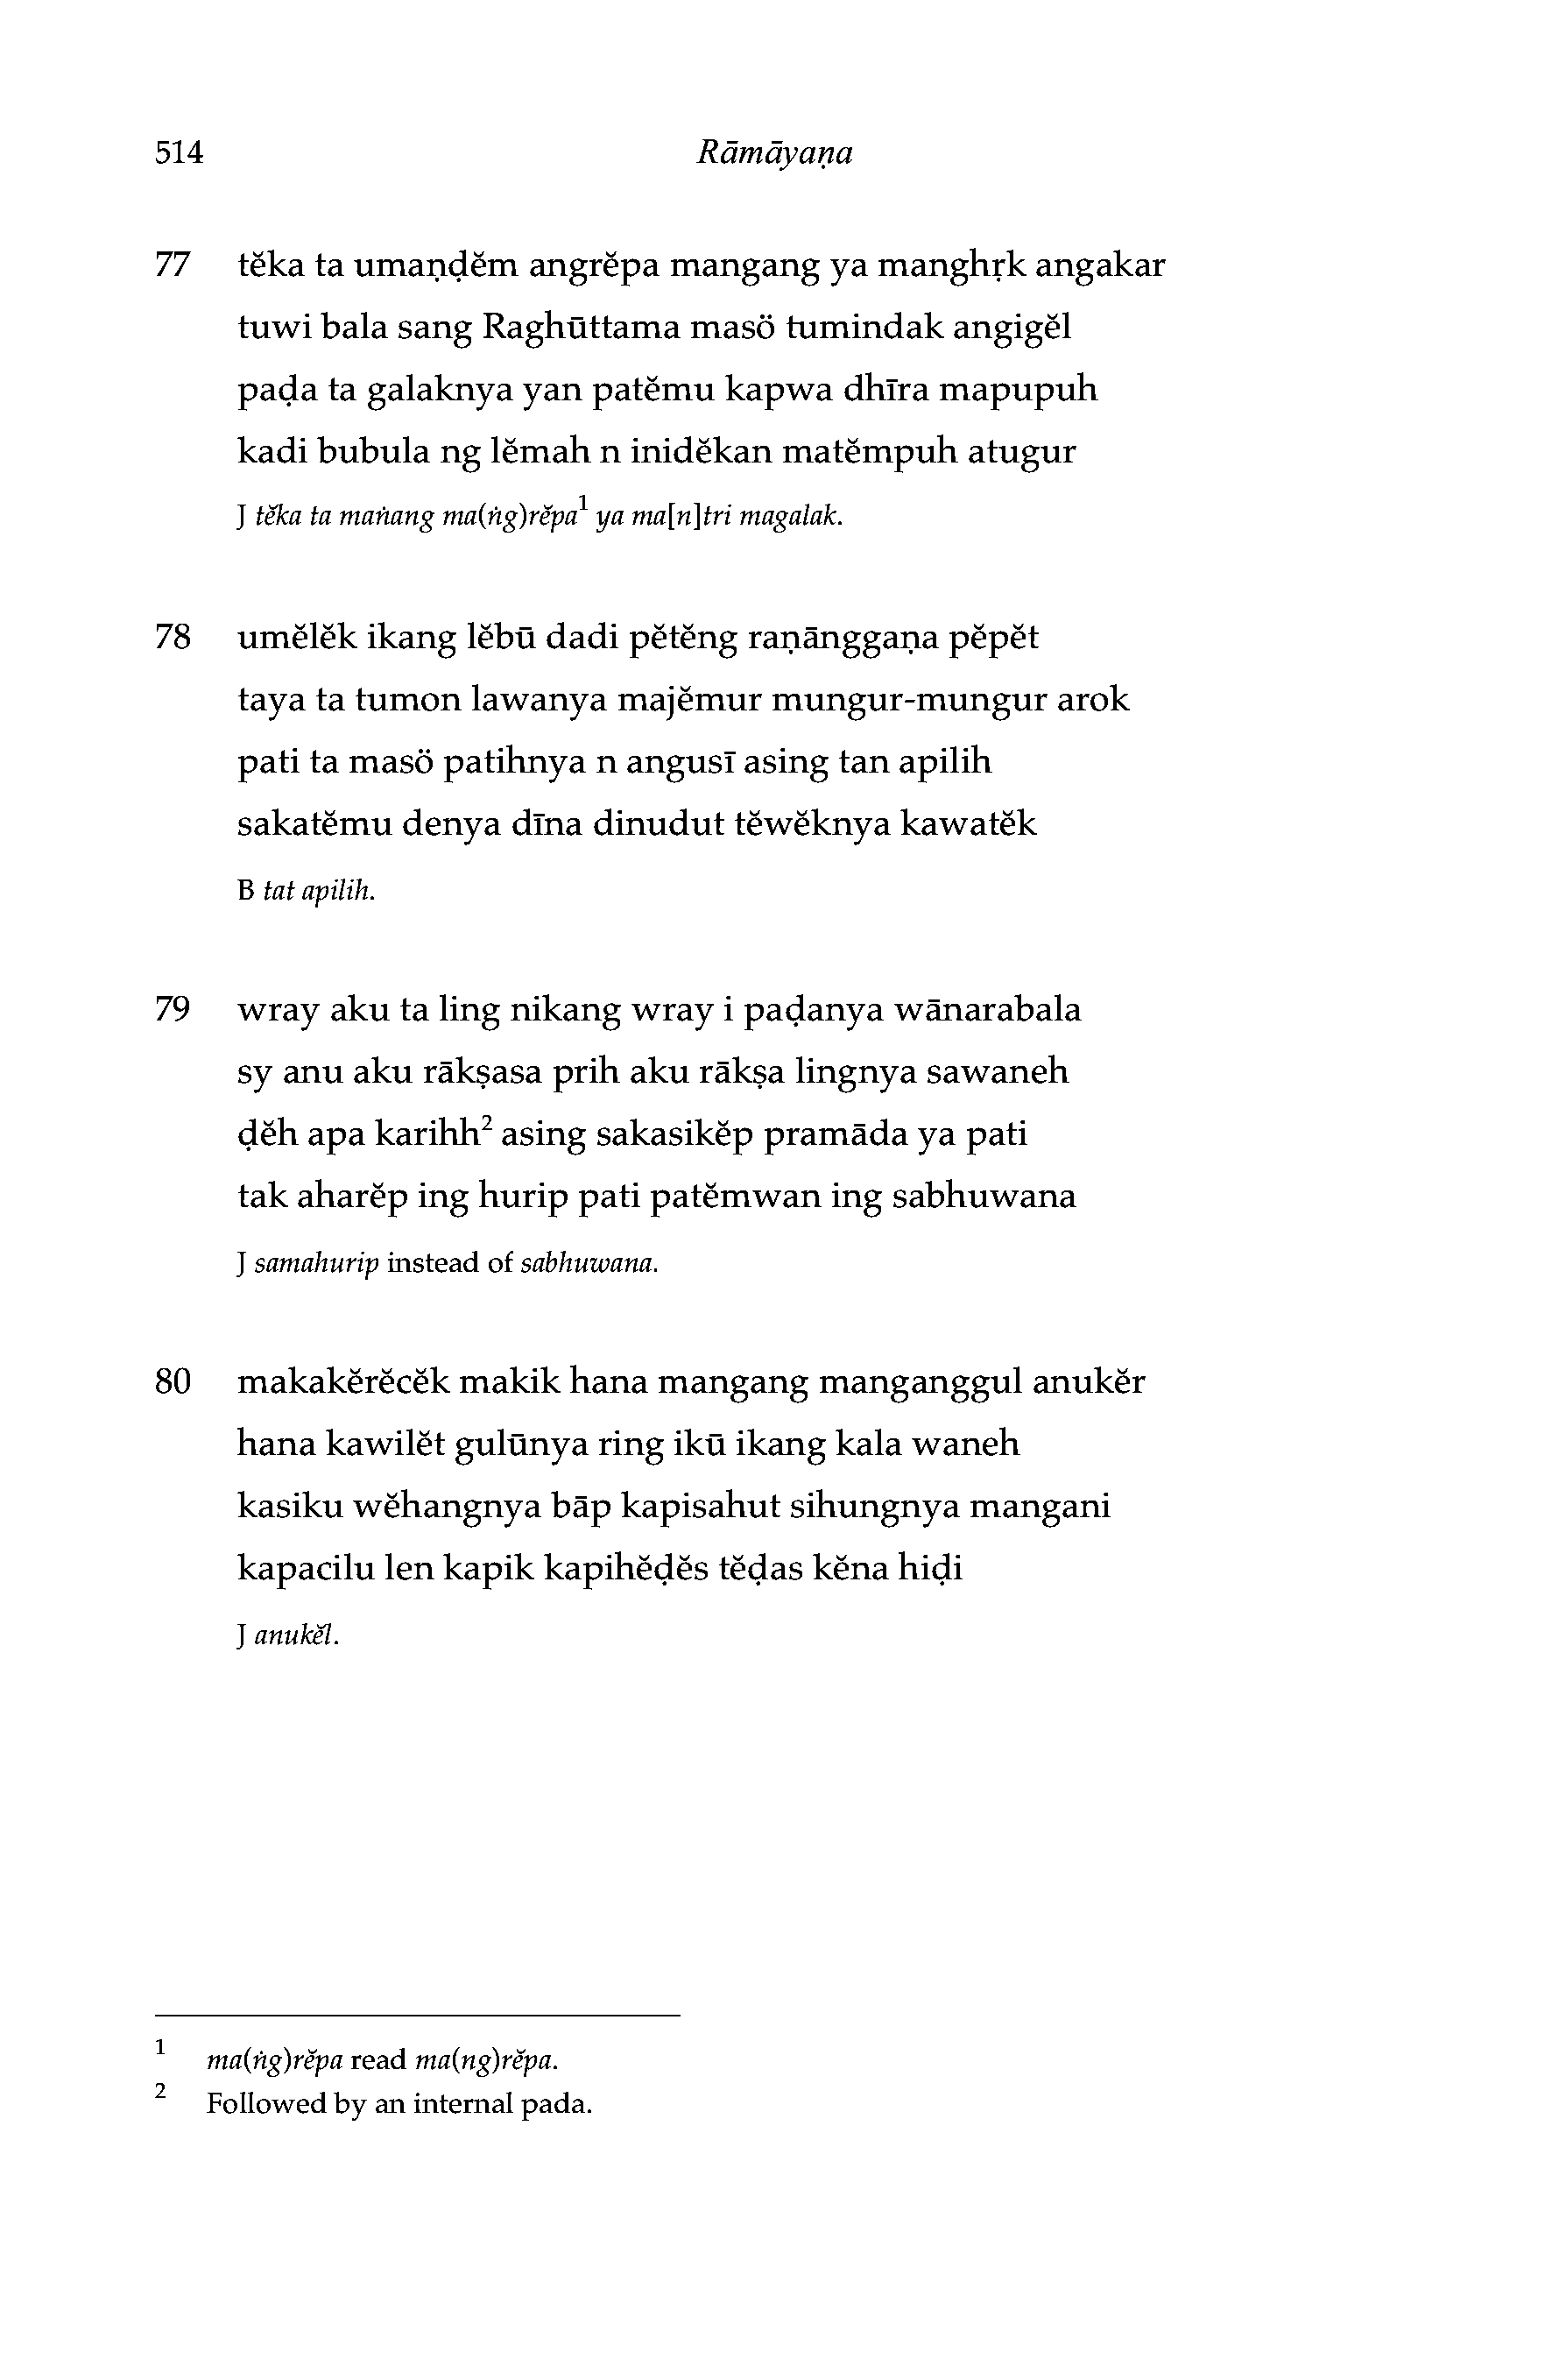 514 Rāmāyaṇa
77 tĕka ta umaṇḍĕm angrĕpa mangang ya manghṛk angakar
tuwi bala sang Raghūttama masö tumindak angigĕl
paḍa ta galaknya yan patĕmu kapwa dhīra mapupuh
kadi bubula ng lĕmah n inidĕkan matĕmpuh atugur
J tĕka ta maṅang ma(ṅg)rĕpa¹ ya ma[n]tri magalak.
78 umĕlĕk ikang lĕbū dadi pĕtĕng raṇānggaṇa pĕpĕt
taya ta tumon lawanya majĕmur mungur-mungur arok
pati ta masö patihnya n angusī asing tan apilih
sakatĕmu denya dīna dinudut tĕwĕknya kawatĕk
B tat apilih.
79 wray aku ta ling nikang wray i paḍanya wānarabala
sy anu aku rākṣasa prih aku rākṣa lingnya sawaneh
ḍĕh apa karihh² asing sakasikĕp pramāda ya pati
tak aharĕp ing hurip pati patĕmwan ing sabhuwana
J samahurip instead of sabhuwana.
80 makakĕrĕcĕk makik hana mangang manganggul anukĕr
hana kawilĕt gulūnya ring ikū ikang kala waneh
kasiku wĕhangnya bāp kapisahut sihungnya mangani
kapacilu len kapik kapihĕḍĕs tĕḍas kĕna hiḍi
J anukĕl.
1 ma(ṅg)rĕpa read ma(ng)rĕpa.
2 Followed by an internal pada.